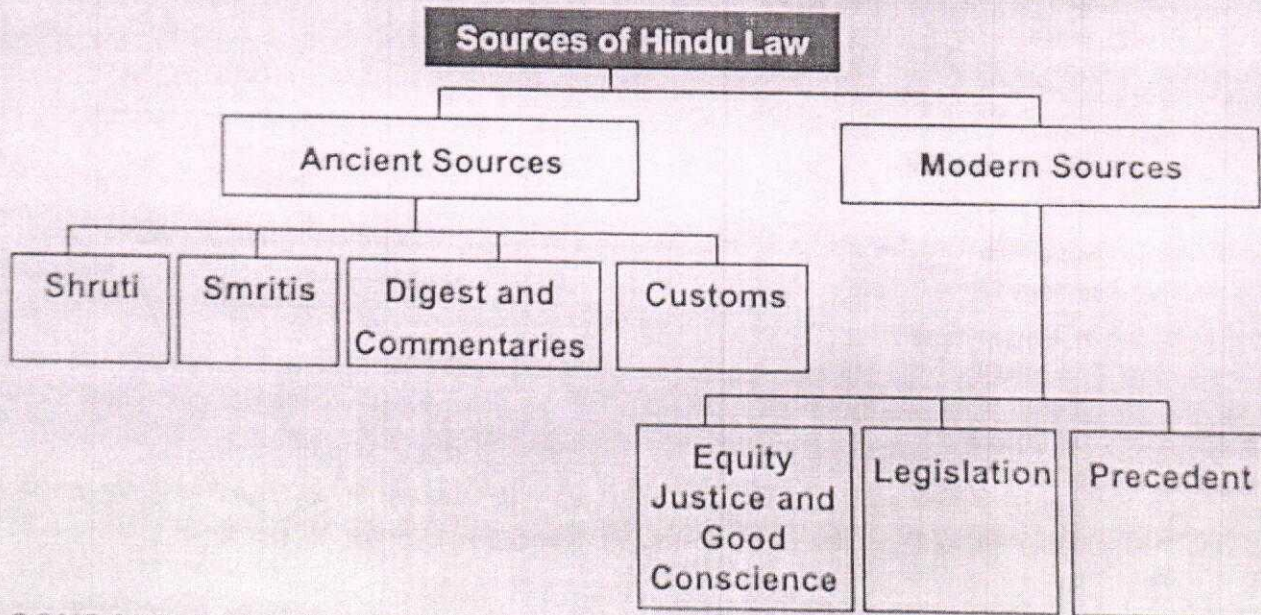 Sources of Hindu Law
Ancient Sources
Modern Sources
Shruti
Smritis
Digest and
Commentaries
Customs
Equity
Justice and
Good
Conscience
Legislation
Precedent